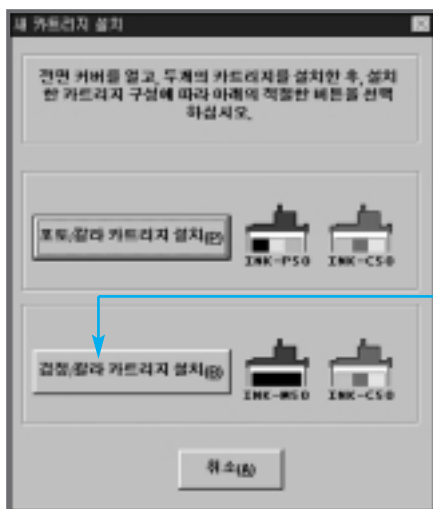 새 카트리지 설치
전면 커버를 열고, 두개의 카트리지를 설치한 후, 설치
한 카트리지 구성에 따라 아래의 적절한 버튼을 선택
하십시오.
포토/칼라 카트리지 설치(P)
INK-P50 INK-C50
검정/칼라 카트리지 설치(B)
INK-M50 INK-C50
취소(A)